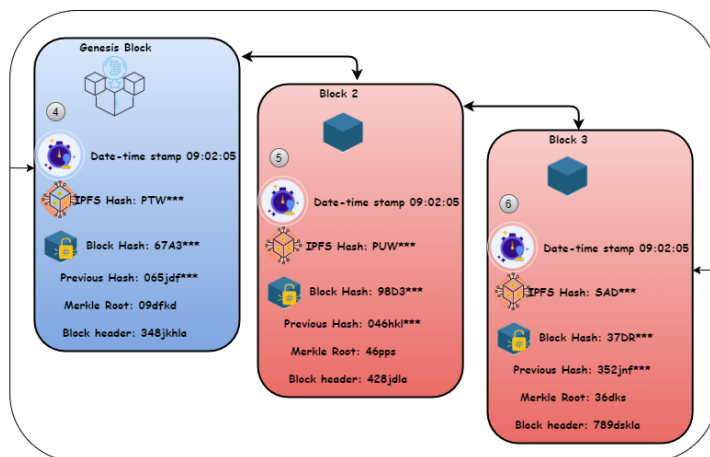 Genesis Block
4
Date-time stamp 09:02:05
IPFS Hash: PTW***
Block Hash: 67A3***
Previous Hash: 065jdf***
Merkle Root: 09dfkd
Block header: 348jkhla
Block 2
5
Date-time stamp 09:02:05
IPFS Hash: PUW***
Block Hash: 98D3***
Previous Hash: 046hkl***
Merkle Root: 46pps
Block header: 428jdla
Block 3
6
Date-time stamp 09:02:05
IPFS Hash: SAD***
Block Hash: 37DR***
Previous Hash: 352jnf***
Merkle Root: 36dks
Block header: 789dskla